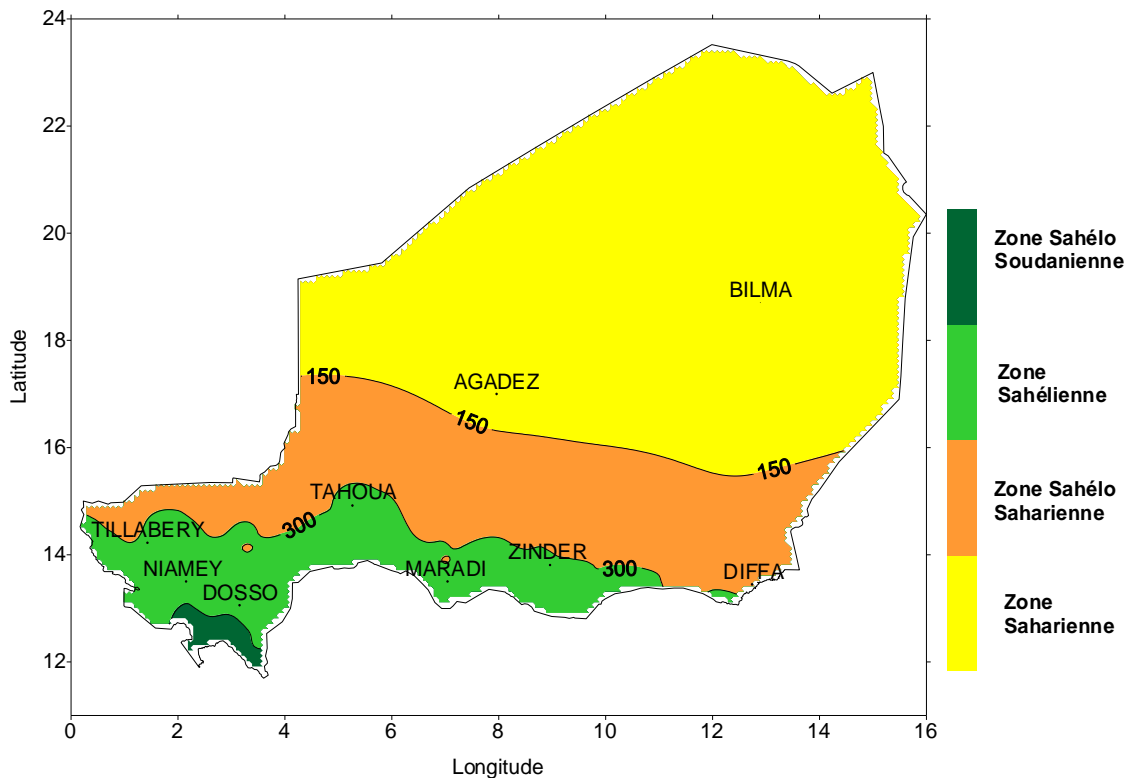 24
22
20
18
16
14
12
Latitude
0
2
4
6
8
10
12
14
16
Longitude
BILMA
AGADEZ
150
150
150
TAHOUA
300
TILLABERY
NIAMEY
DOSSO
MARADI
ZINDER
300
DIFFA
Zone Sahélo
Soudanienne
Zone
Sahélienne
Zone Sahélo
Saharienne
Zone
Saharienne